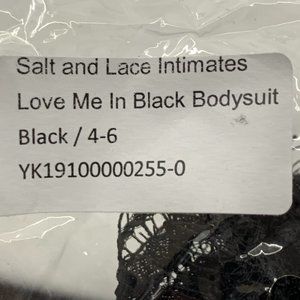 Salt and Lace Intimates
Love Me In Black Bodysuit
Black / 4-6
YK19100000255-0